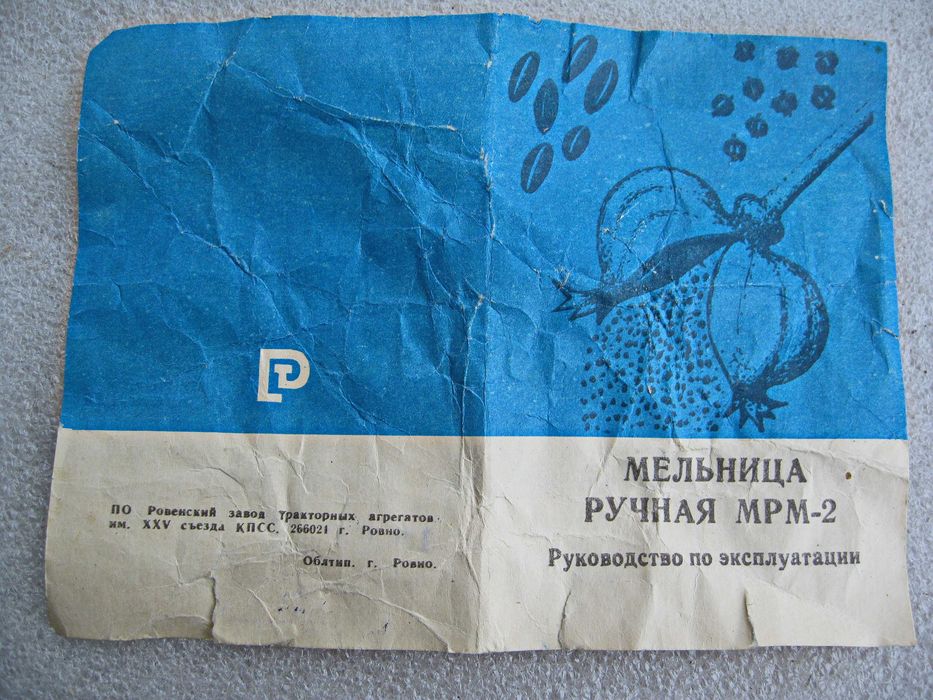 ПО Ровенский завод тракторных агрегатов
им. XXV съезда КПСС, 266021 г. Ровно.
Облтип. г. Ровно.
МЕЛЬНИЦА
РУЧНАЯ МРМ-2
Руководство по эксплуатации